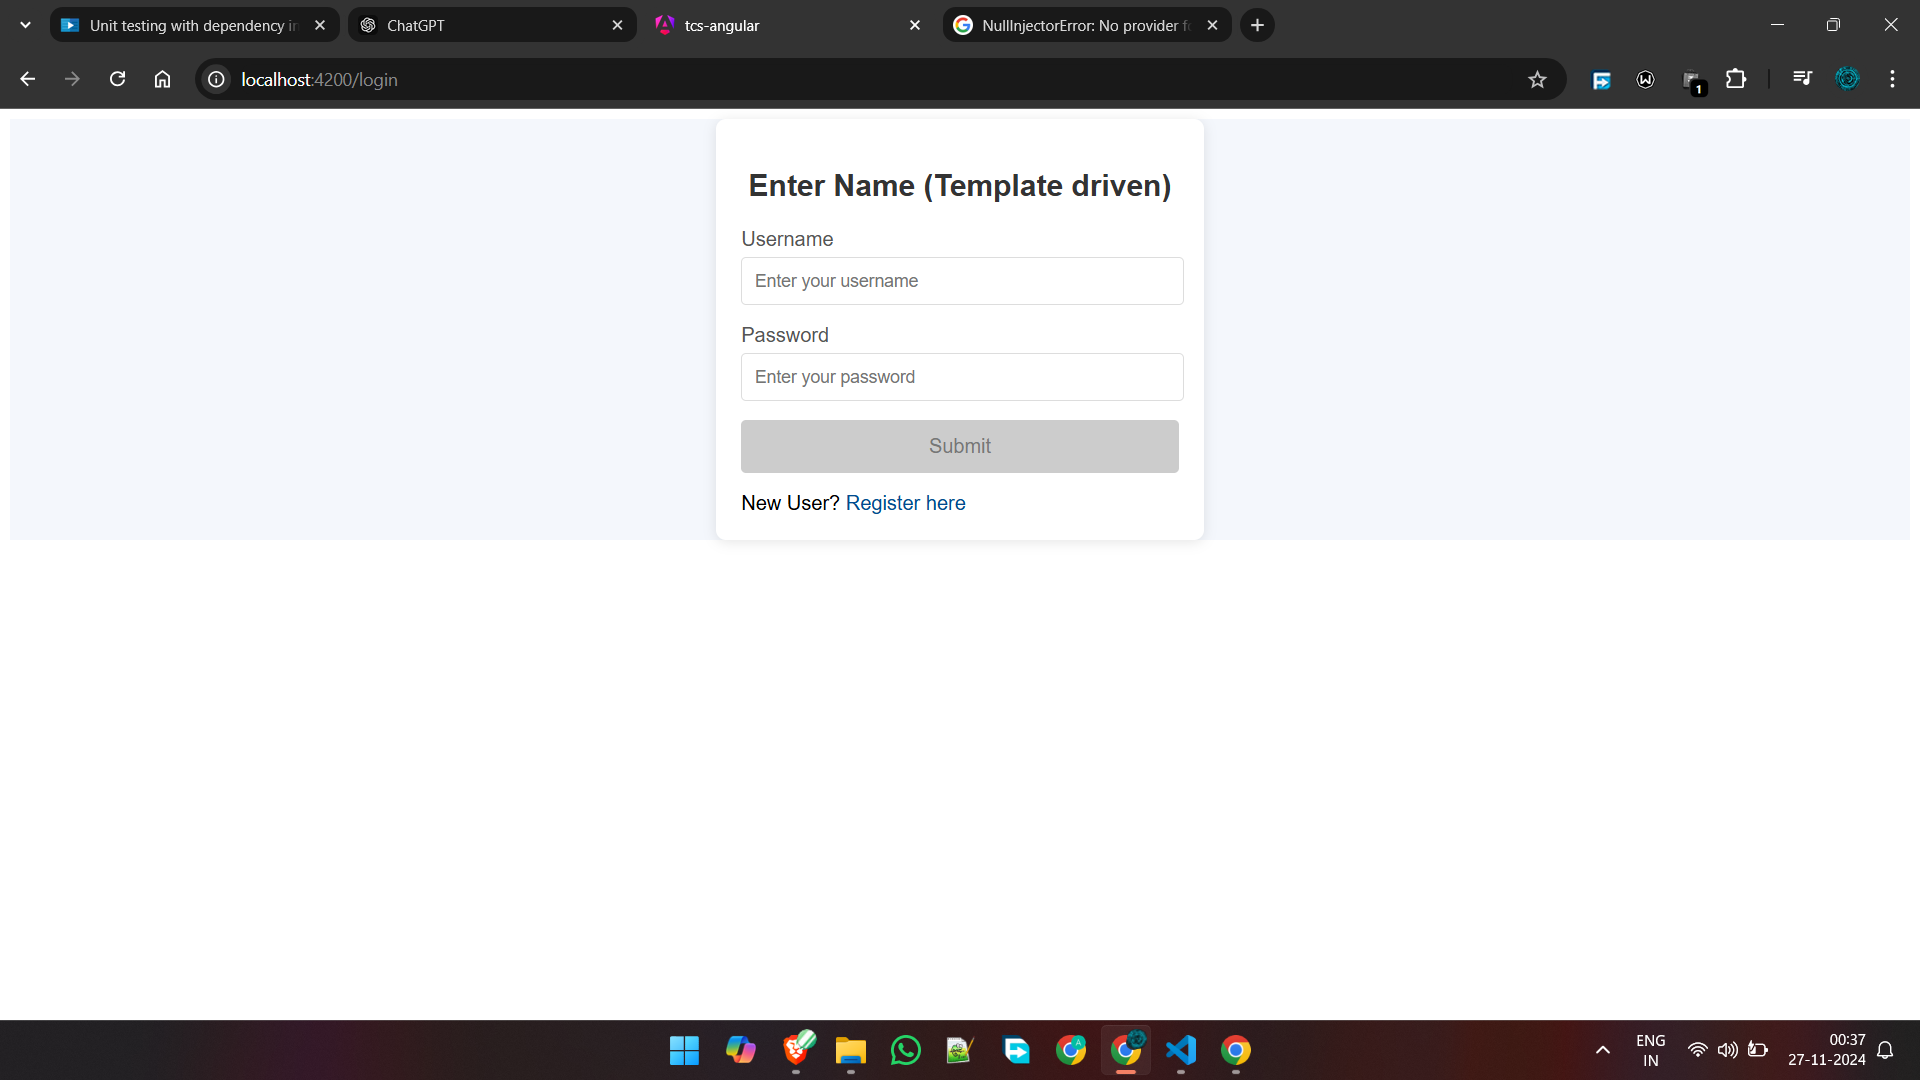 Unit testing with dependency in
ChatGPT
tcs-angular
NullInjectorError: No provider f
localhost:4200/login
1
Enter Name (Template driven)
Username
Enter your username
Password
Enter your password
Submit
New User? Register here
ENG
IN
00:37
27-11-2024